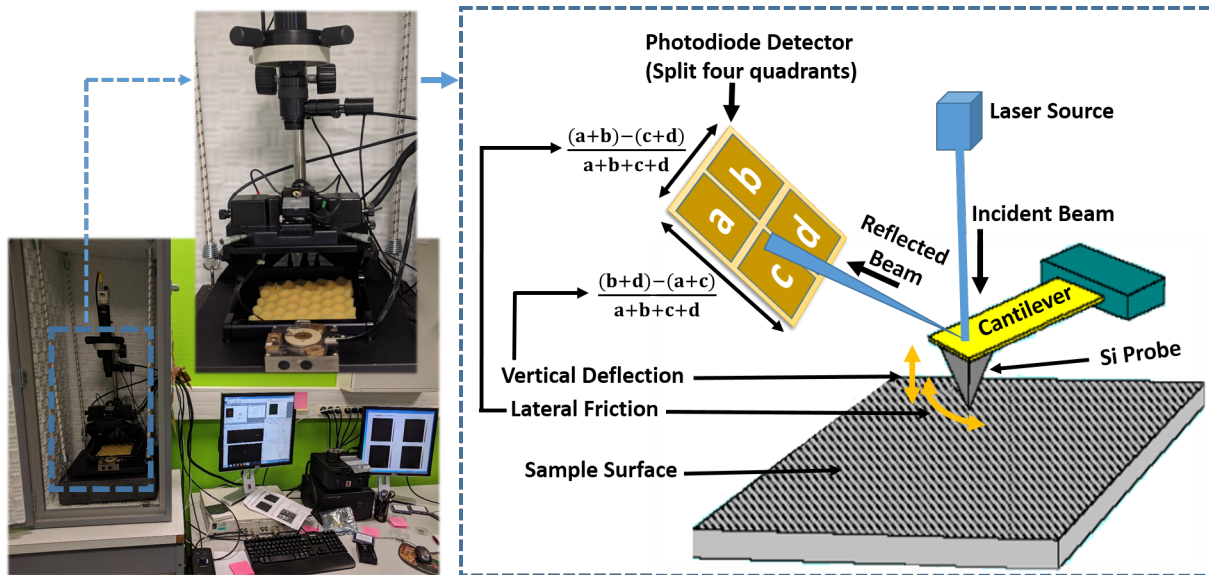 Photodiode Detector
(Split four quadrants)
Laser Source
(a+b)−(c+d)
a+b+c+d
b
a
d
c
Reflected
Beam
Incident Beam
(b+d)−(a+c)
a+b+c+d
Cantilever
Si Probe
Vertical Deflection
Lateral Friction
Sample Surface